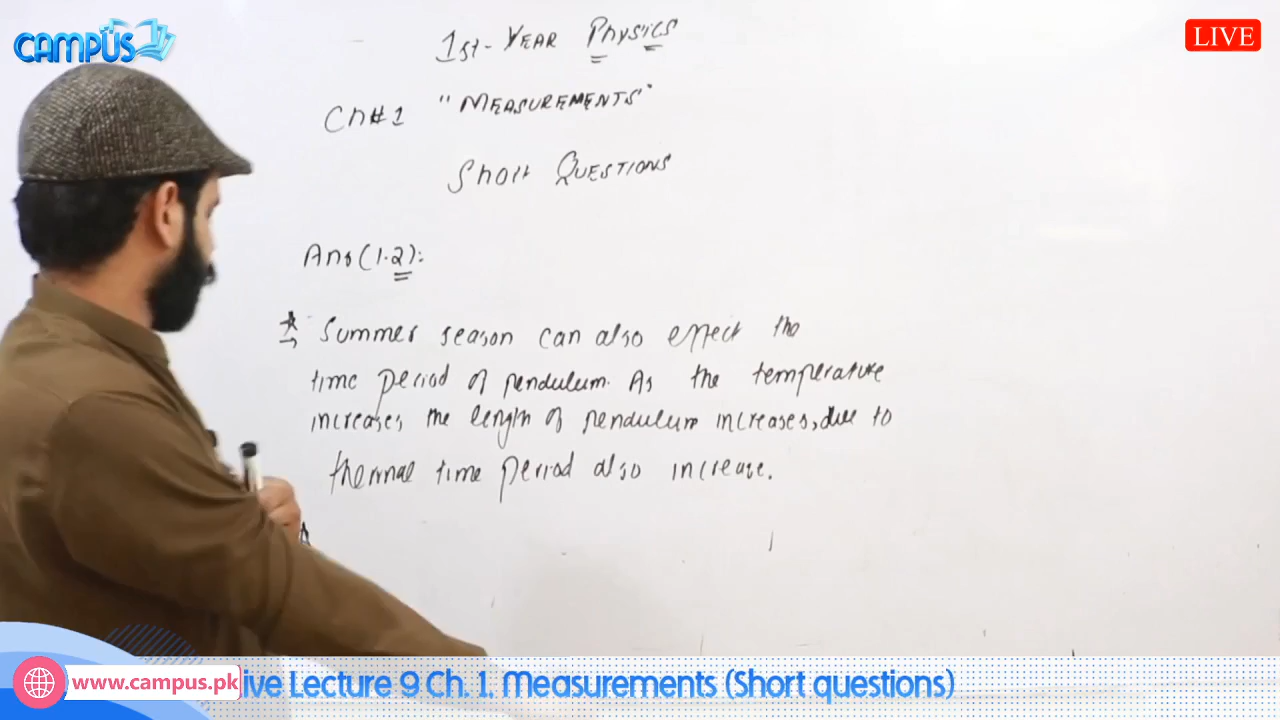 CAMPUS
LIVE
1st-YEAR Physics
Ch#1 "MEASUREMENTS"
Short QUESTIONS
Ans(1.2):
* Summer season can also effect the
time period of pendulum. As the temperature
increases the length of pendulum increases, due to
thermal time period also increase.
www.campus.pk
ive Lecture 9 Ch. 1, Measurements (Short questions)